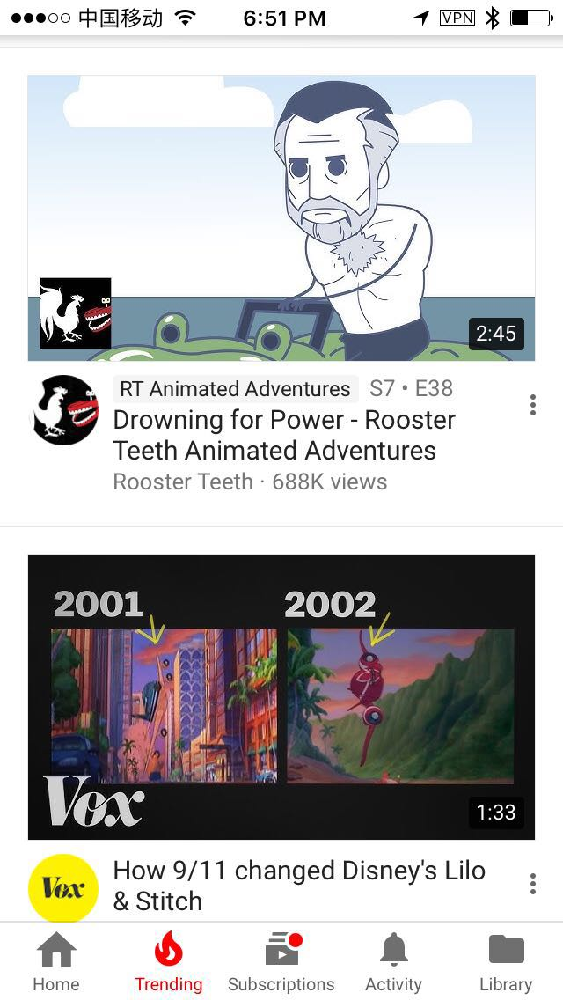 中国移动 6:51 PM VPN
2:45
RT Animated Adventures S7 • E38
Drowning for Power - Rooster
Teeth Animated Adventures
Rooster Teeth · 688K views
2001 2002
Vox
1:33
Vox
How 9/11 changed Disney's Lilo
& Stitch
Home Trending Subscriptions Activity Library